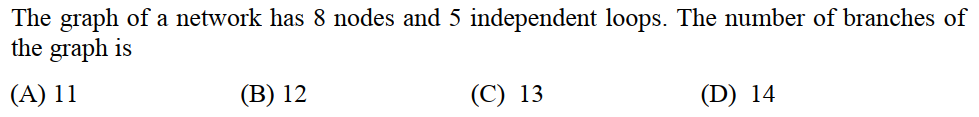 The graph of a network has 8 nodes and 5 independent loops. The number of branches of
the graph is
(A) 11 (B) 12 (C) 13 (D) 14